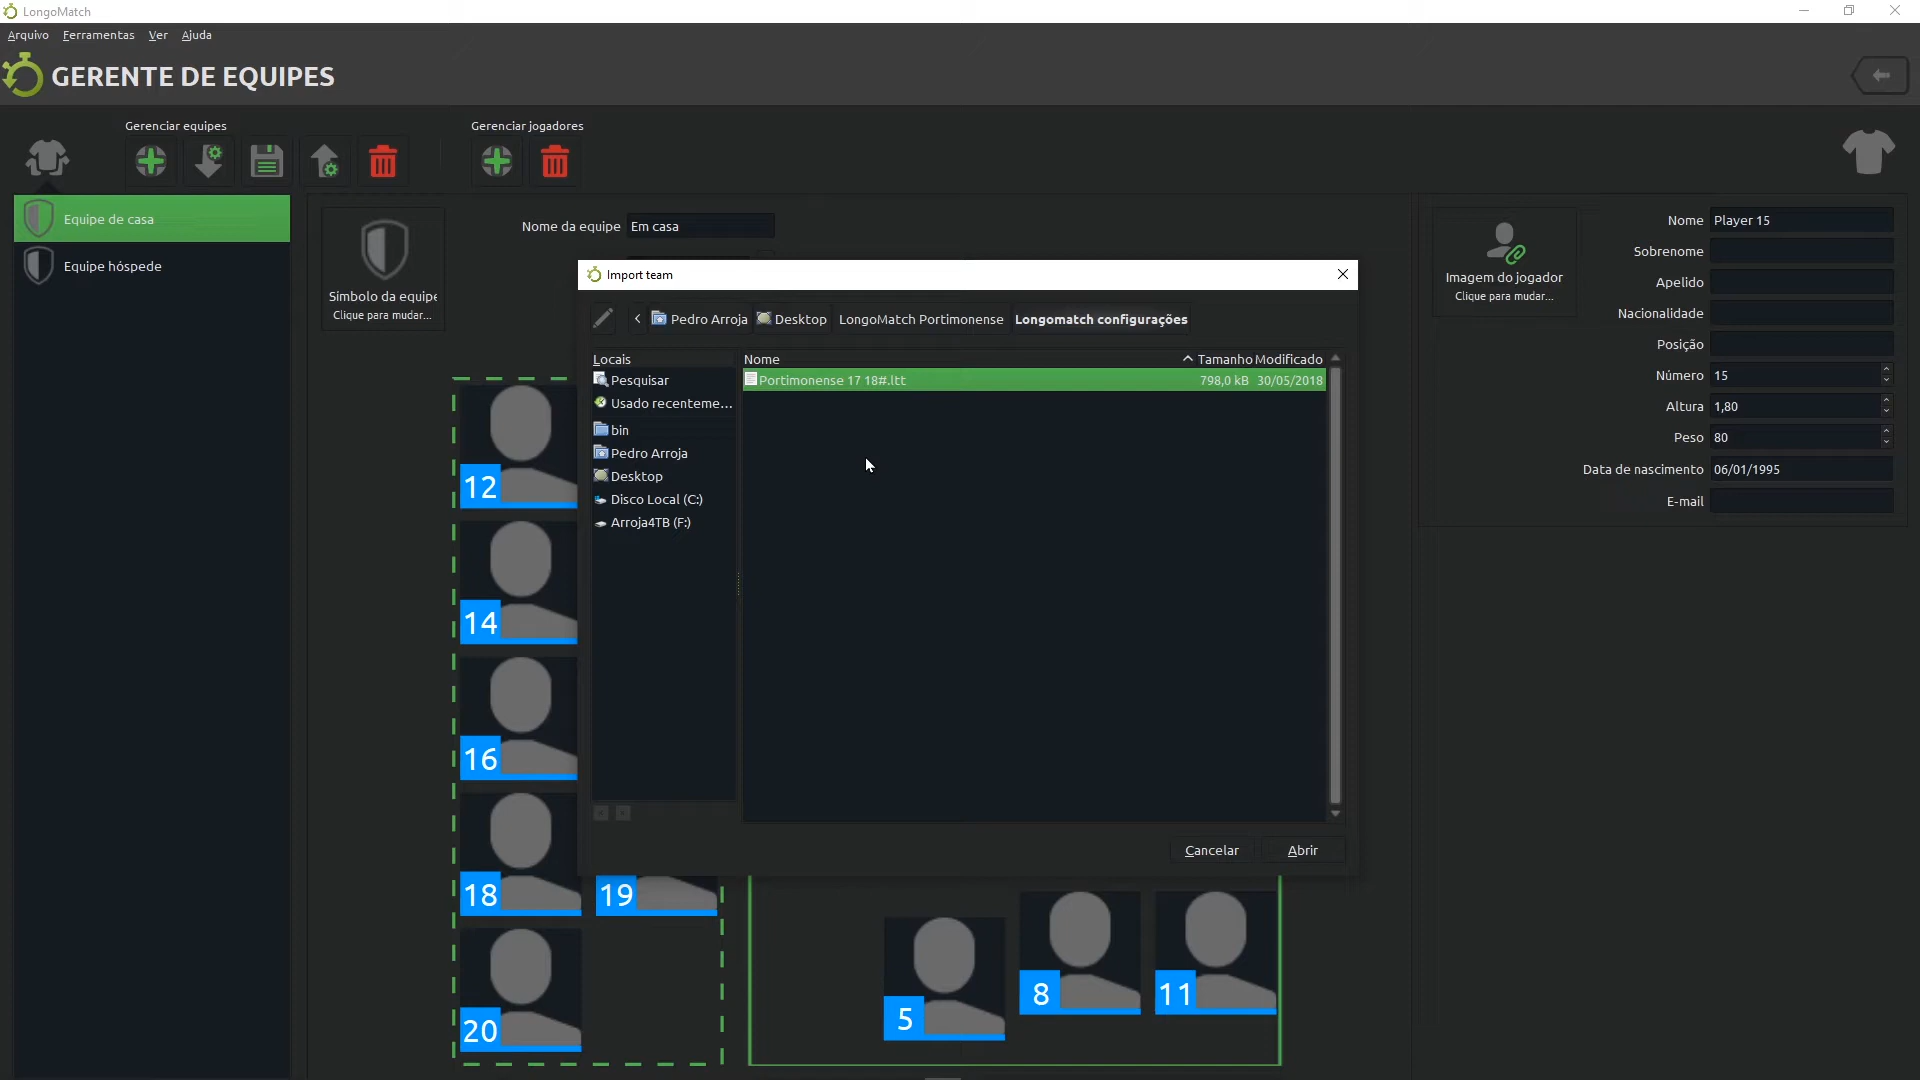 LongoMatch
Arquivo Ferramentas Ver Ajuda
GERENTE DE EQUIPES
Gerenciar equipes
Gerenciar jogadores
Equipe de casa
Equipe hóspede
Simbolo da equipe
Clique para mudar...
Nome da equipe Em casa
Import team
Pedro Arroja Desktop LongoMatch Portimonense Longomatch configurações
Locais
Pesquisar
Usado recenteme...
bin
Pedro Arroja
Desktop
Disco Local (C:)
Arroja4TB (F:)
Nome Tamanho Modificado
Portimonense 17 18#.ltt 798,0 kB 30/05/2018
Cancelar Abrir
12
14
16
18 19
20
5
8
11
Imagem do jogador
Clique para mudar...
Nome Player 15
Sobrenome
Apelido
Nacionalidade
Posição
Número 15
Altura 1,80
Peso 80
Data de nascimento 06/01/1995
E-mail